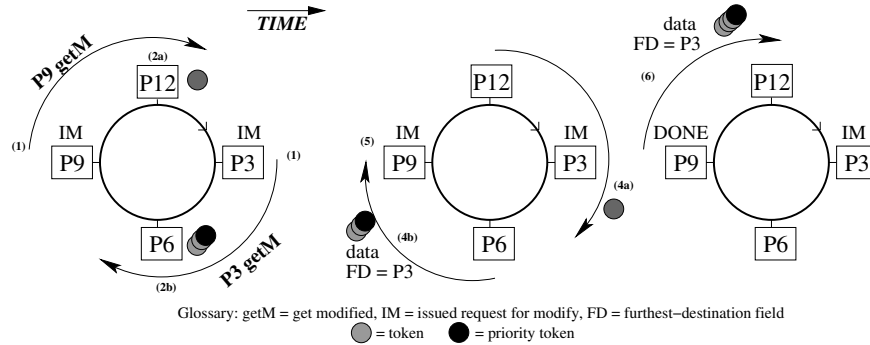 TIME
P9 getM
(1)
(2a)
P12
IM
P9
IM
P3
(1)
P6
P3 getM
(2b)
P12
(5)
IM
P9
IM
P3
(4a)
P6
(4b)
data
FD = P3
data
FD = P3
(6)
P12
DONE
P9
IM
P3
P6
Glossary: getM = get modified, IM = issued request for modify, FD = furthest−destination field
= token
= priority token